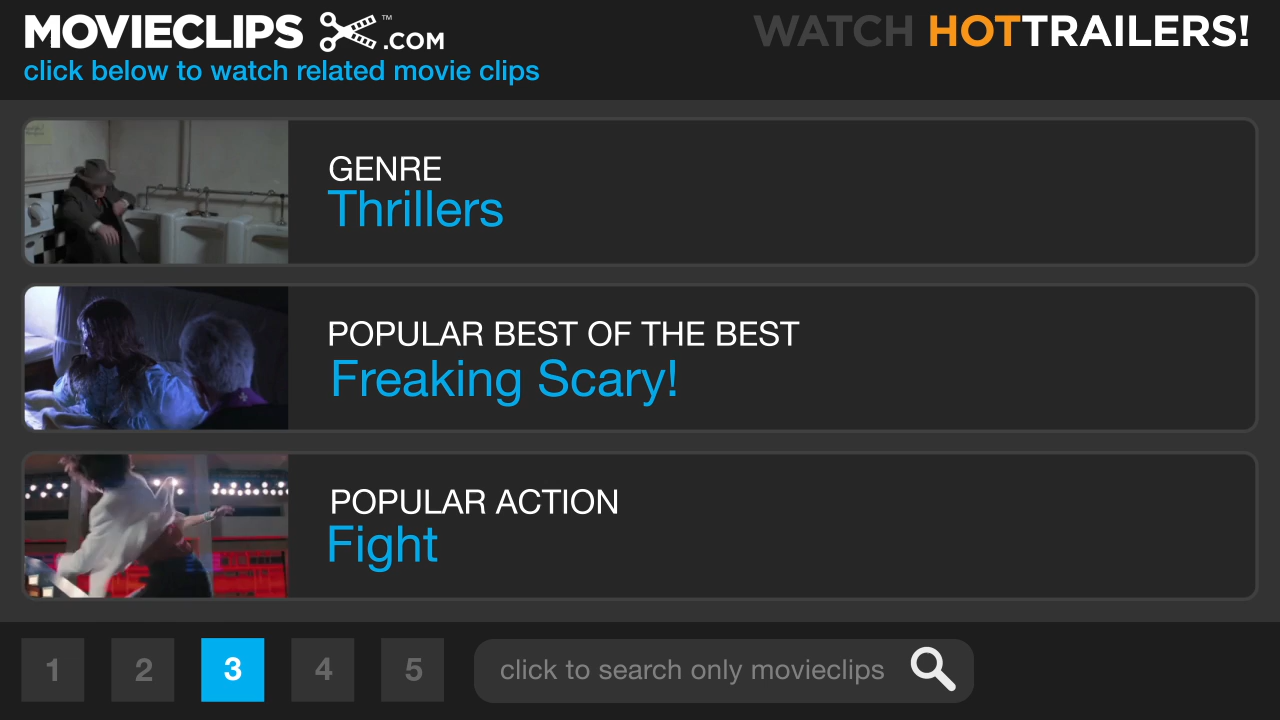 MOVIECLIPS™.COM
WATCH HOTTRAILERS!
click below to watch related movie clips
GENRE
Thrillers
POPULAR BEST OF THE BEST
Freaking Scary!
POPULAR ACTION
Fight
1 2 3 4 5
click to search only movieclips